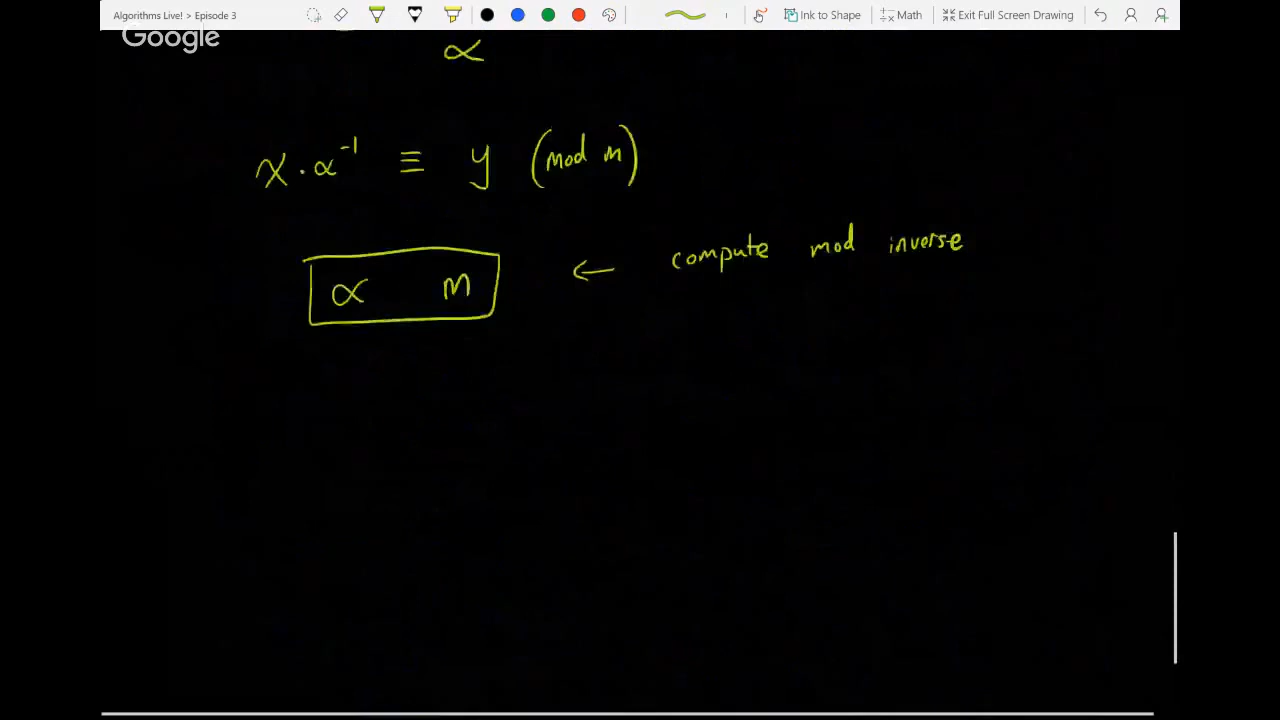 Algorithms Live! > Episode 3
Ink to Shape
Math
Exit Full Screen Drawing
Google
α
x · α⁻¹ ≡ y (mod m)
α m ← compute mod inverse